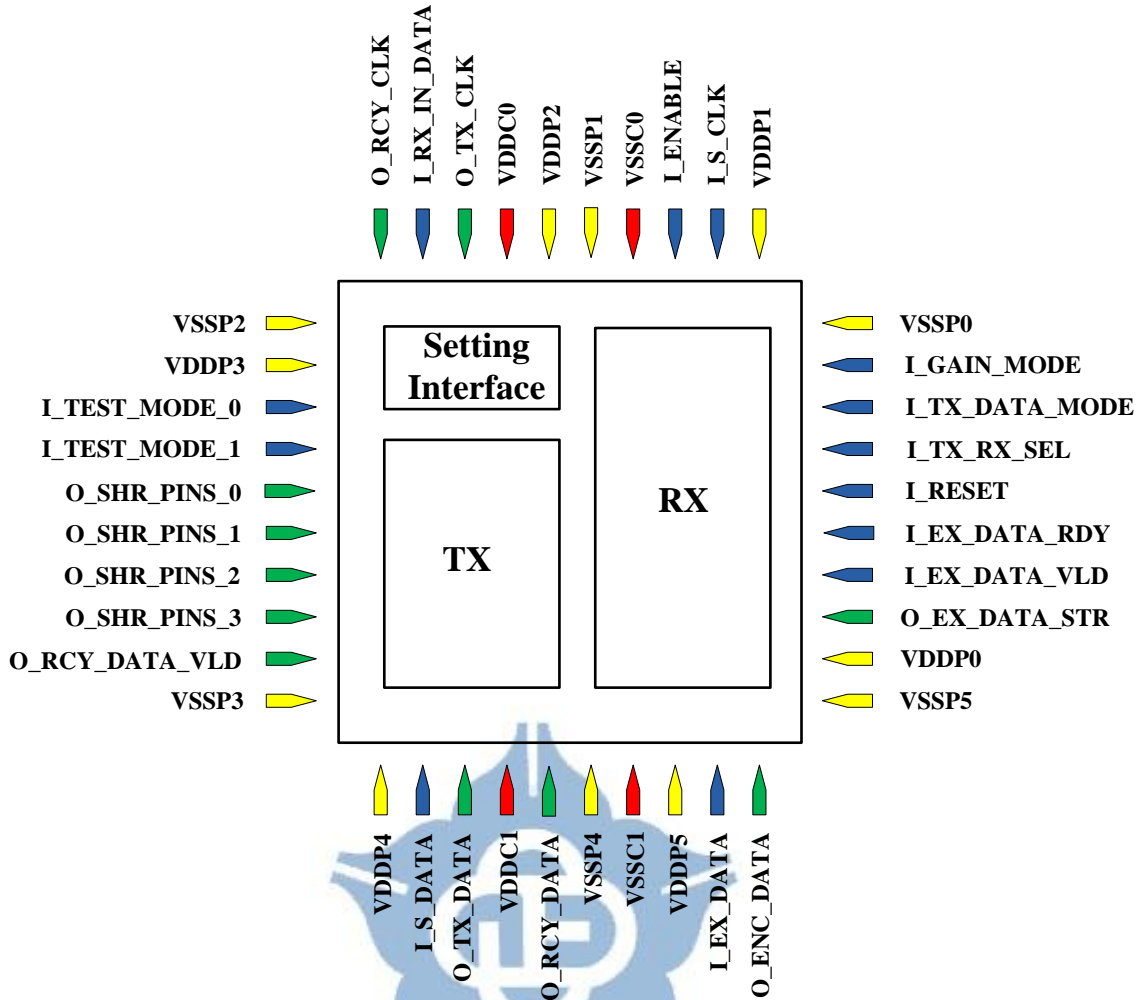 O_RCY_CLK
I_RX_IN_DATA
O_TX_CLK
VDDC0
VDDP2
VSSP1
VSSC0
I_ENABLE
I_S_CLK
VDDP1
VSSP2
VDDP3
I_TEST_MODE_0
I_TEST_MODE_1
O_SHR_PINS_0
O_SHR_PINS_1
O_SHR_PINS_2
O_SHR_PINS_3
O_RCY_DATA_VLD
VSSP3
Setting
Interface
TX
RX
VSSP0
I_GAIN_MODE
I_TX_DATA_MODE
I_TX_RX_SEL
I_RESET
I_EX_DATA_RDY
I_EX_DATA_VLD
O_EX_DATA_STR
VDDP0
VSSP5
VDDP4
I_S_DATA
O_TX_DATA
VDDC1
O_RCY_DATA
VSSP4
VSSC1
VDDP5
I_EX_DATA
O_ENC_DATA